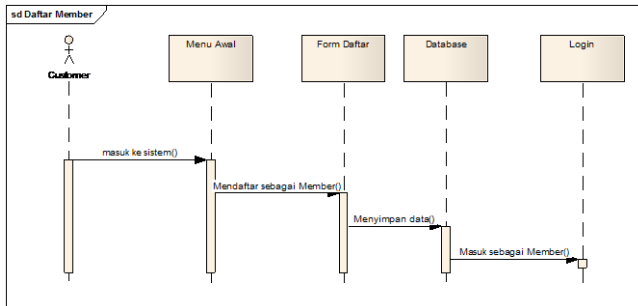 sd Daftar Member
Customer
Menu Awal
Form Daftar
Database
Login
masuk ke sistem()
Mendaftar sebagai Member()
Menyimpan data()
Masuk sebagai Member()